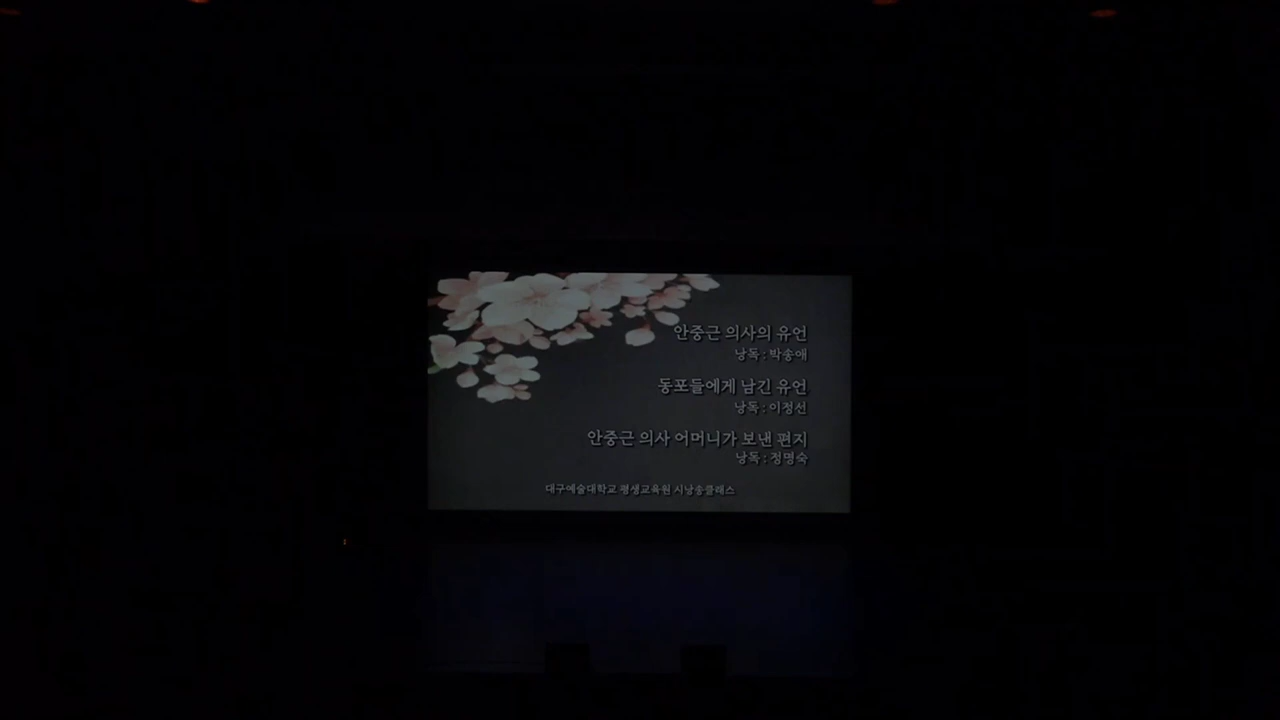 안중근 의사의 유언
낭독 : 박송애
동포들에게 남긴 유언
낭독 : 이정선
안중근 의사 어머니가 보낸 편지
낭독 : 정명숙
대구예술대학교 평생교육원 시낭송클래스